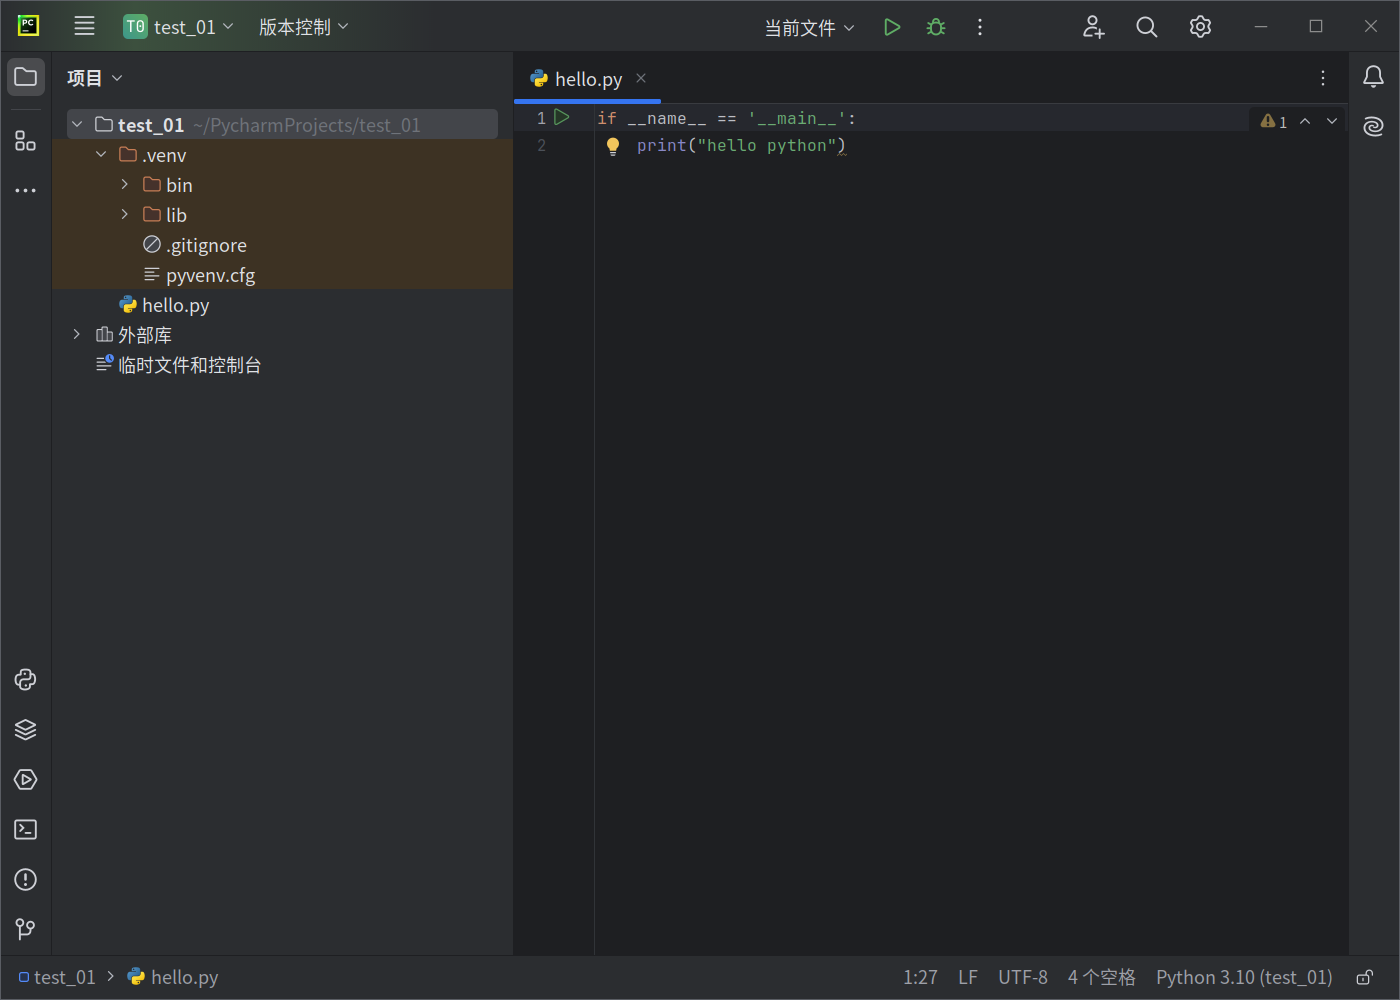 PC
T0 test_01 版本控制 当前文件
项目
hello.py
test_01 ~/PycharmProjects/test_01
.venv
bin
lib
.gitignore
pyvenv.cfg
hello.py
外部库
临时文件和控制台
1 if __name__ == '__main__':
2 print("hello python")
1
test_01 > hello.py
1:27 LF UTF-8 4 个空格 Python 3.10 (test_01)